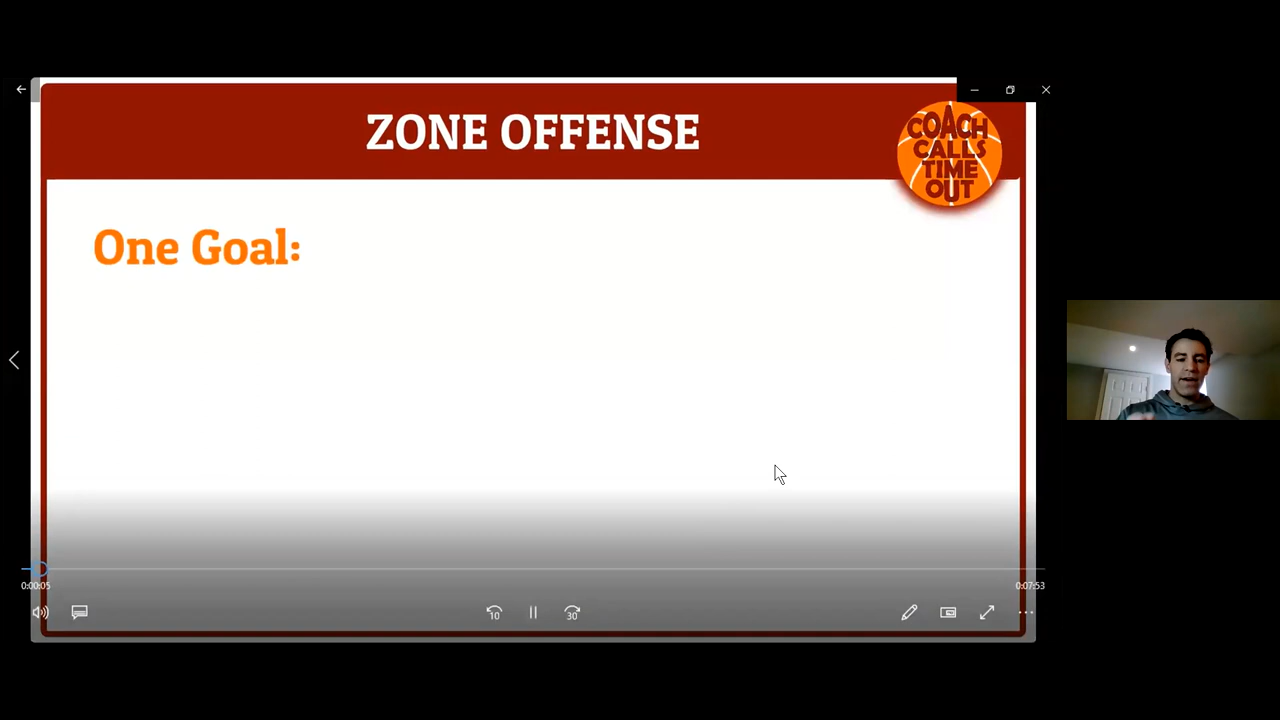 ZONE OFFENSE
COACH
CALLS
TIME
OUT
One Goal:
0:00:05
0:07:53
10
30